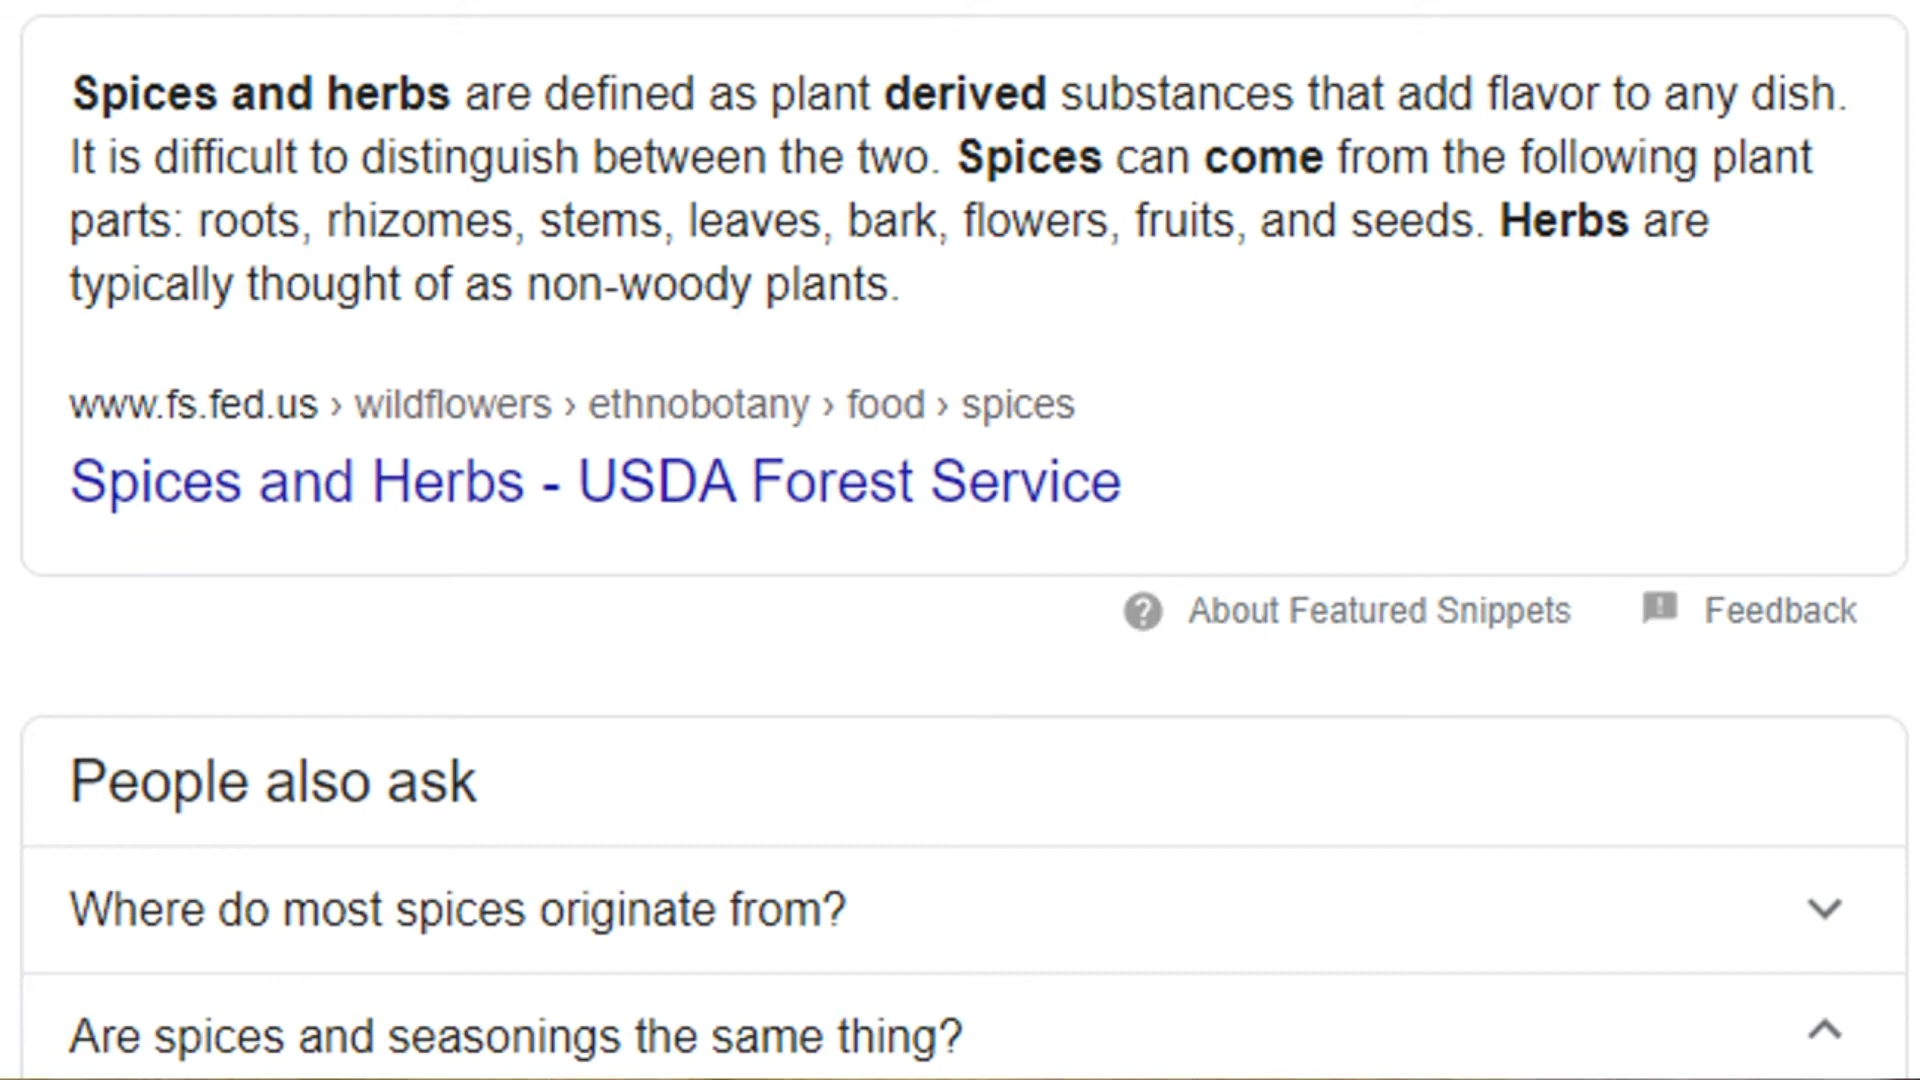 Spices and herbs are defined as plant derived substances that add flavor to any dish.
It is difficult to distinguish between the two. Spices can come from the following plant
parts: roots, rhizomes, stems, leaves, bark, flowers, fruits, and seeds. Herbs are
typically thought of as non-woody plants.
www.fs.fed.us › wildflowers › ethnobotany › food › spices
Spices and Herbs - USDA Forest Service
About Featured Snippets Feedback
People also ask
Where do most spices originate from?
Are spices and seasonings the same thing?